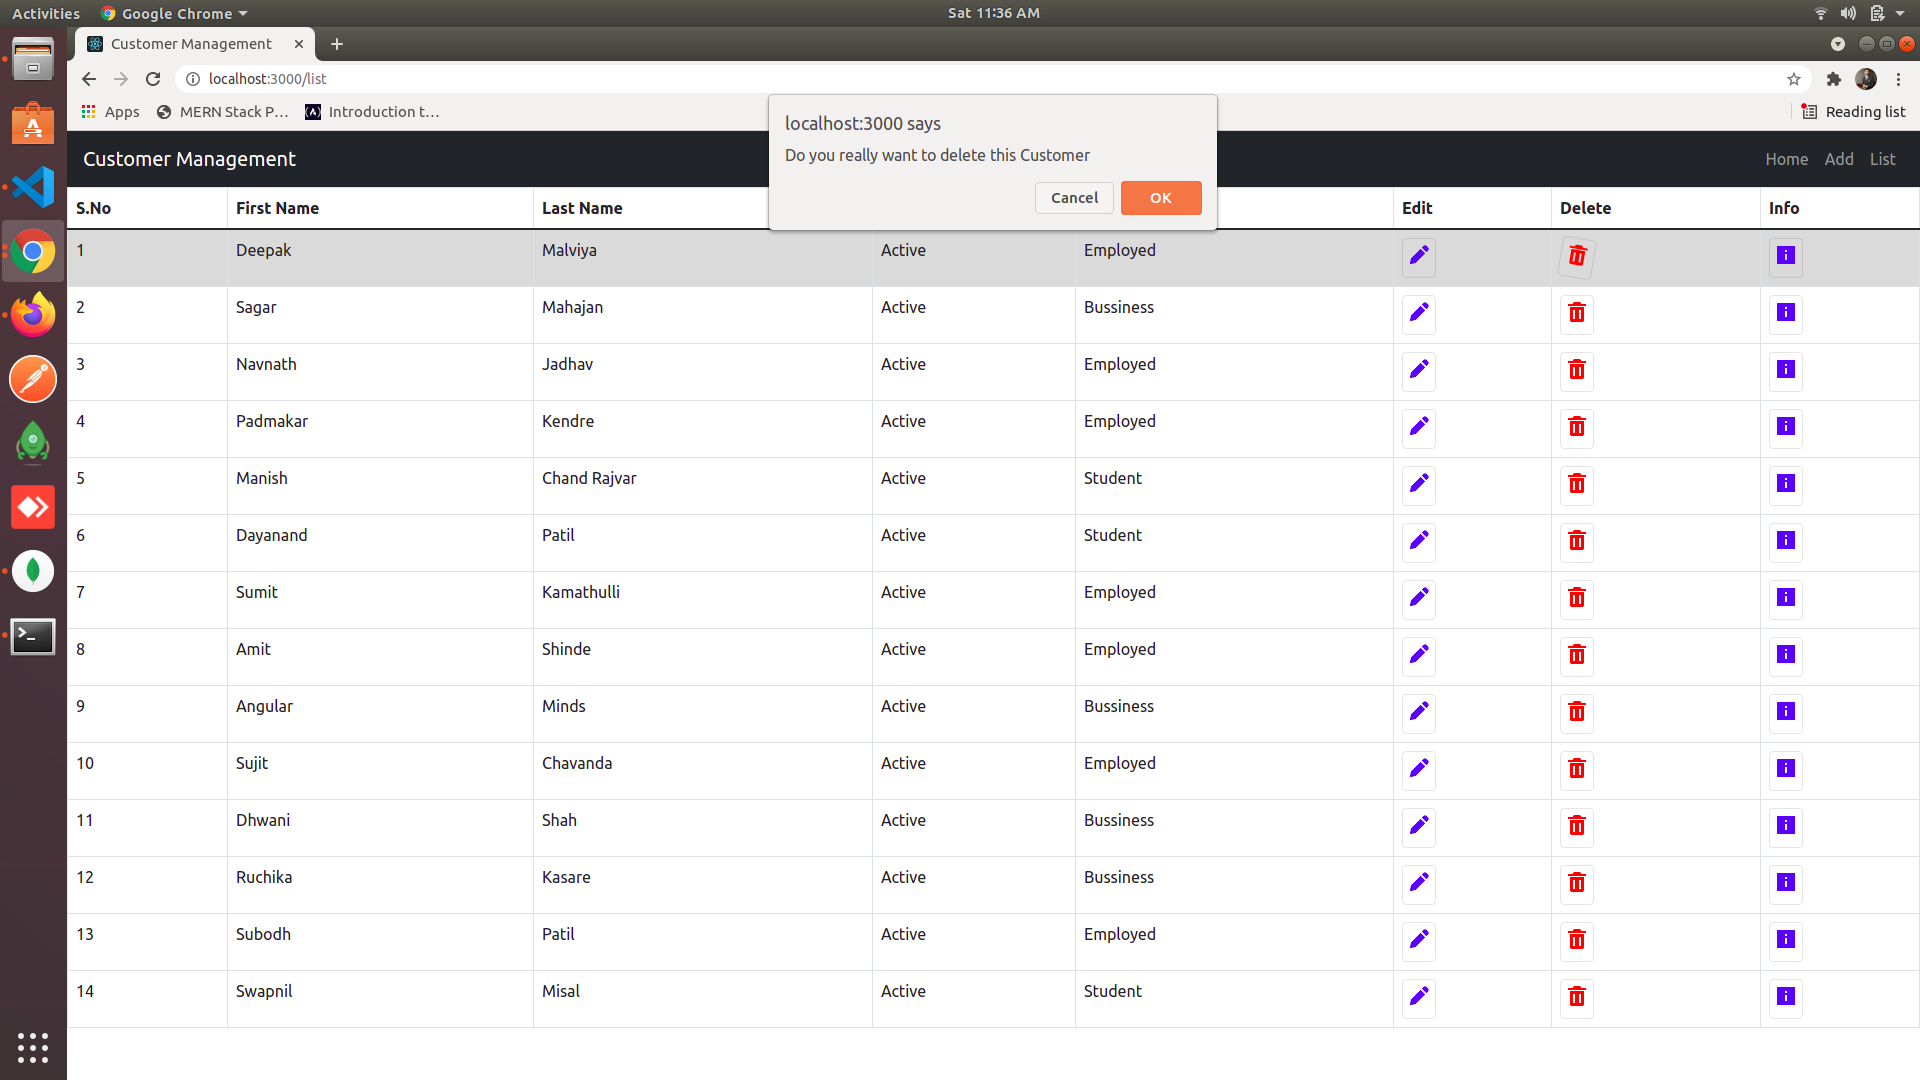 Activities Google Chrome Sat 11:36 AM
Customer Management
localhost:3000/list
Apps MERN Stack P... Introduction t... Reading list
localhost:3000 says
Do you really want to delete this Customer
Cancel OK
Customer Management Home Add List
S.No First Name Last Name Edit Delete Info
1 Deepak Malviya Active Employed
2 Sagar Mahajan Active Bussiness
3 Navnath Jadhav Active Employed
4 Padmakar Kendre Active Employed
5 Manish Chand Rajvar Active Student
6 Dayanand Patil Active Student
7 Sumit Kamathulli Active Employed
8 Amit Shinde Active Employed
9 Angular Minds Active Bussiness
10 Sujit Chavanda Active Employed
11 Dhwani Shah Active Bussiness
12 Ruchika Kasare Active Bussiness
13 Subodh Patil Active Employed
14 Swapnil Misal Active Student